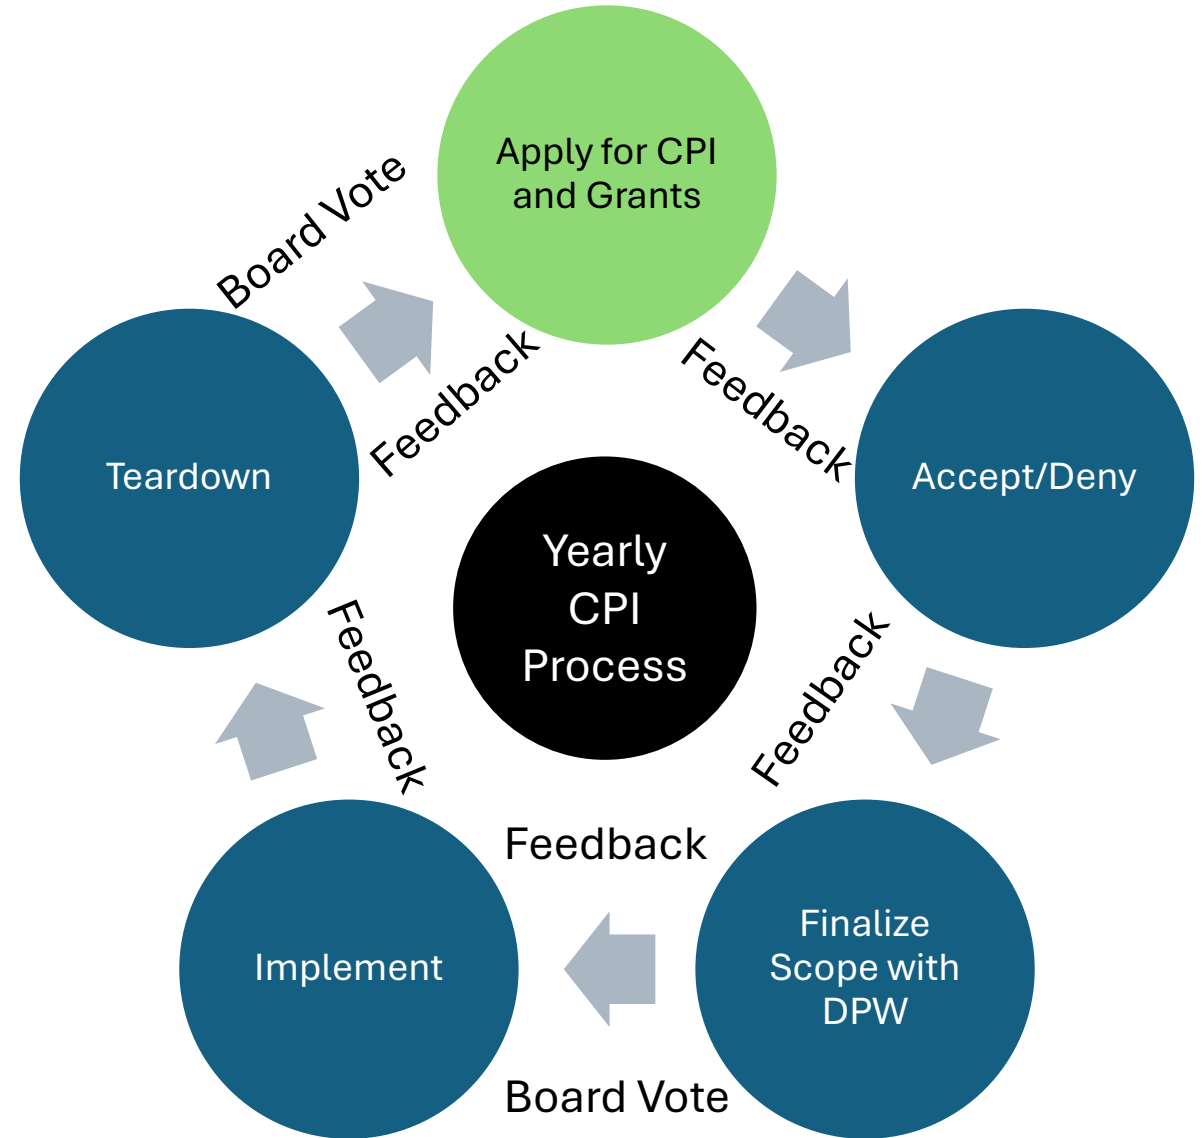 Apply for CPI
and Grants
Board Vote
Feedback
Feedback
Teardown
Accept/Deny
Yearly
CPI
Process
Feedback
Feedback
Feedback
Implement
Finalize
Scope with
DPW
Board Vote